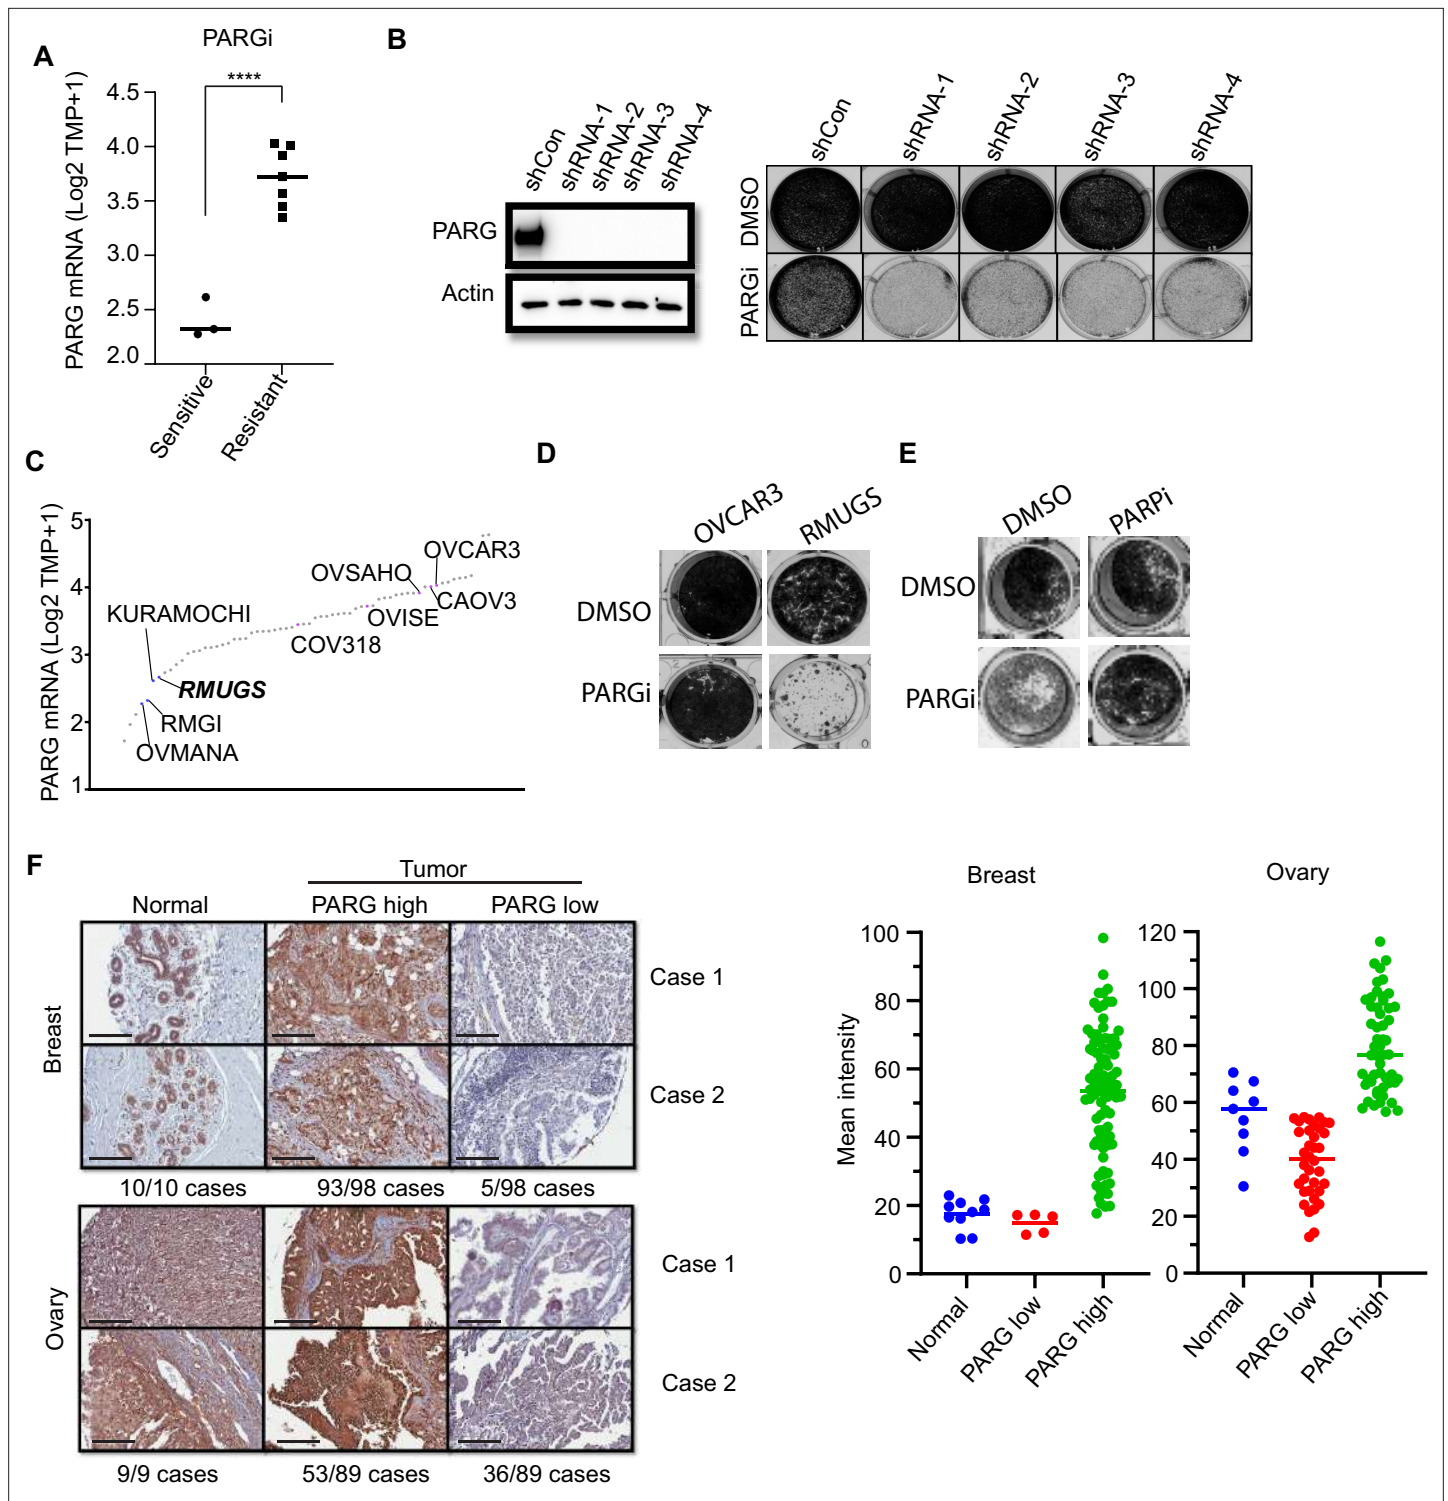 A
PARGi
****
PARG mRNA (Log2 TMP+1)
4.5
4.0
3.5
3.0
2.5
2.0
Sensitive
Resistant
B
shCon
shRNA-1
shRNA-2
shRNA-3
shRNA-4
PARG
Actin
shCon
shRNA-1
shRNA-2
shRNA-3
shRNA-4
DMSO
PARGi
C
PARG mRNA (Log2 TMP+1)
5
4
3
2
1
KURAMOCHI
RMUGS
RMGI
OVMANA
COV318
OVISE
OVSAHO
CAOV3
OVCAR3
D
OVCAR3
RMUGS
DMSO
PARGi
E
DMSO
PARPi
DMSO
PARGi
F
Tumor
Normal
PARG high
PARG low
Breast
Case 1
Case 2
10/10 cases
93/98 cases
5/98 cases
Ovary
Case 1
Case 2
9/9 cases
53/89 cases
36/89 cases
Breast
Mean intensity
100
80
60
40
20
0
Normal
PARG low
PARG high
Ovary
120
100
80
60
40
20
0
Normal
PARG low
PARG high